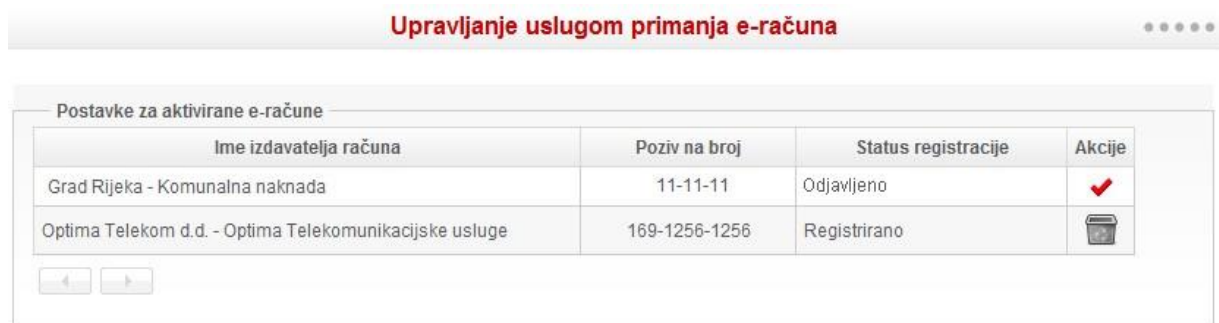 Upravljanje uslugom primanja e-računa
Postavke za aktivirane e-račune
Ime izdavatelja računa Poziv na broj Status registracije Akcije
Grad Rijeka - Komunalna naknada 11-11-11 Odjavljeno
Optima Telekom d.d. - Optima Telekomunikacijske usluge 169-1256-1256 Registrirano